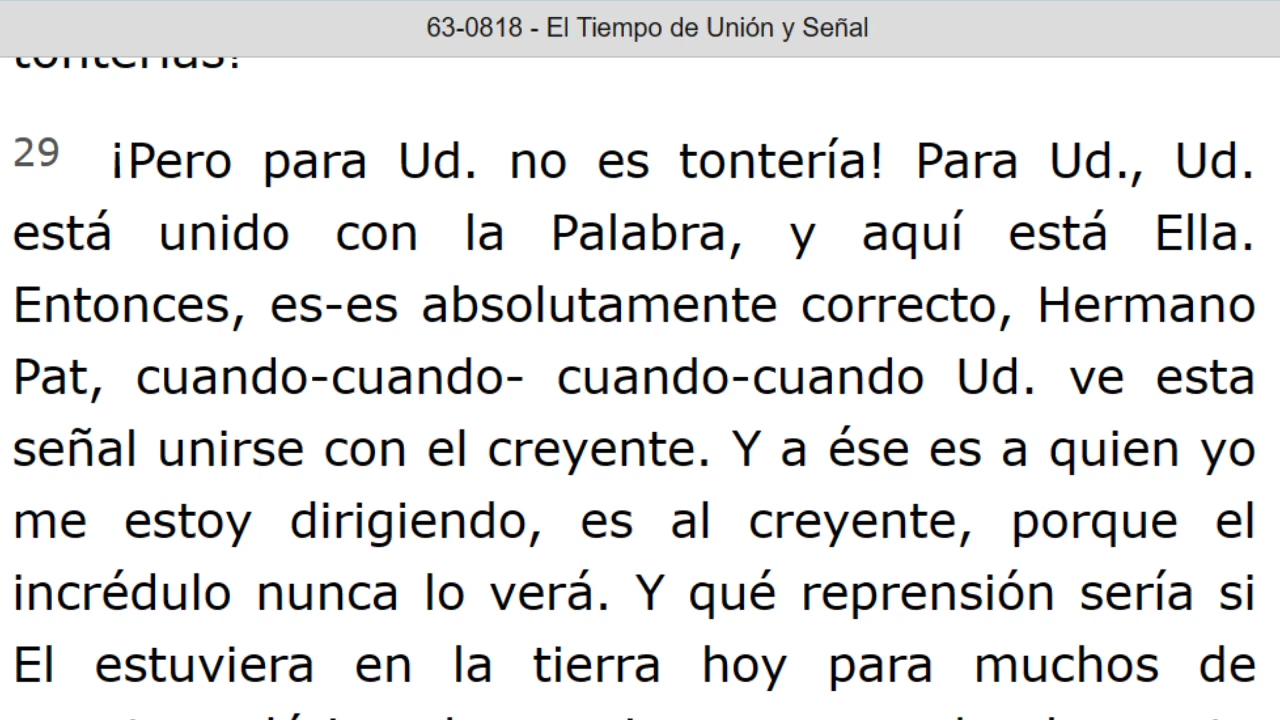 63-0818 - El Tiempo de Unión y Señal
tonterías!
29 ¡Pero para Ud. no es tontería! Para Ud., Ud.
está unido con la Palabra, y aquí está Ella.
Entonces, es-es absolutamente correcto, Hermano
Pat, cuando-cuando- cuando-cuando Ud. ve esta
señal unirse con el creyente. Y a ése es a quien yo
me estoy dirigiendo, es al creyente, porque el
incrédulo nunca lo verá. Y qué reprensión sería si
El estuviera en la tierra hoy para muchos de